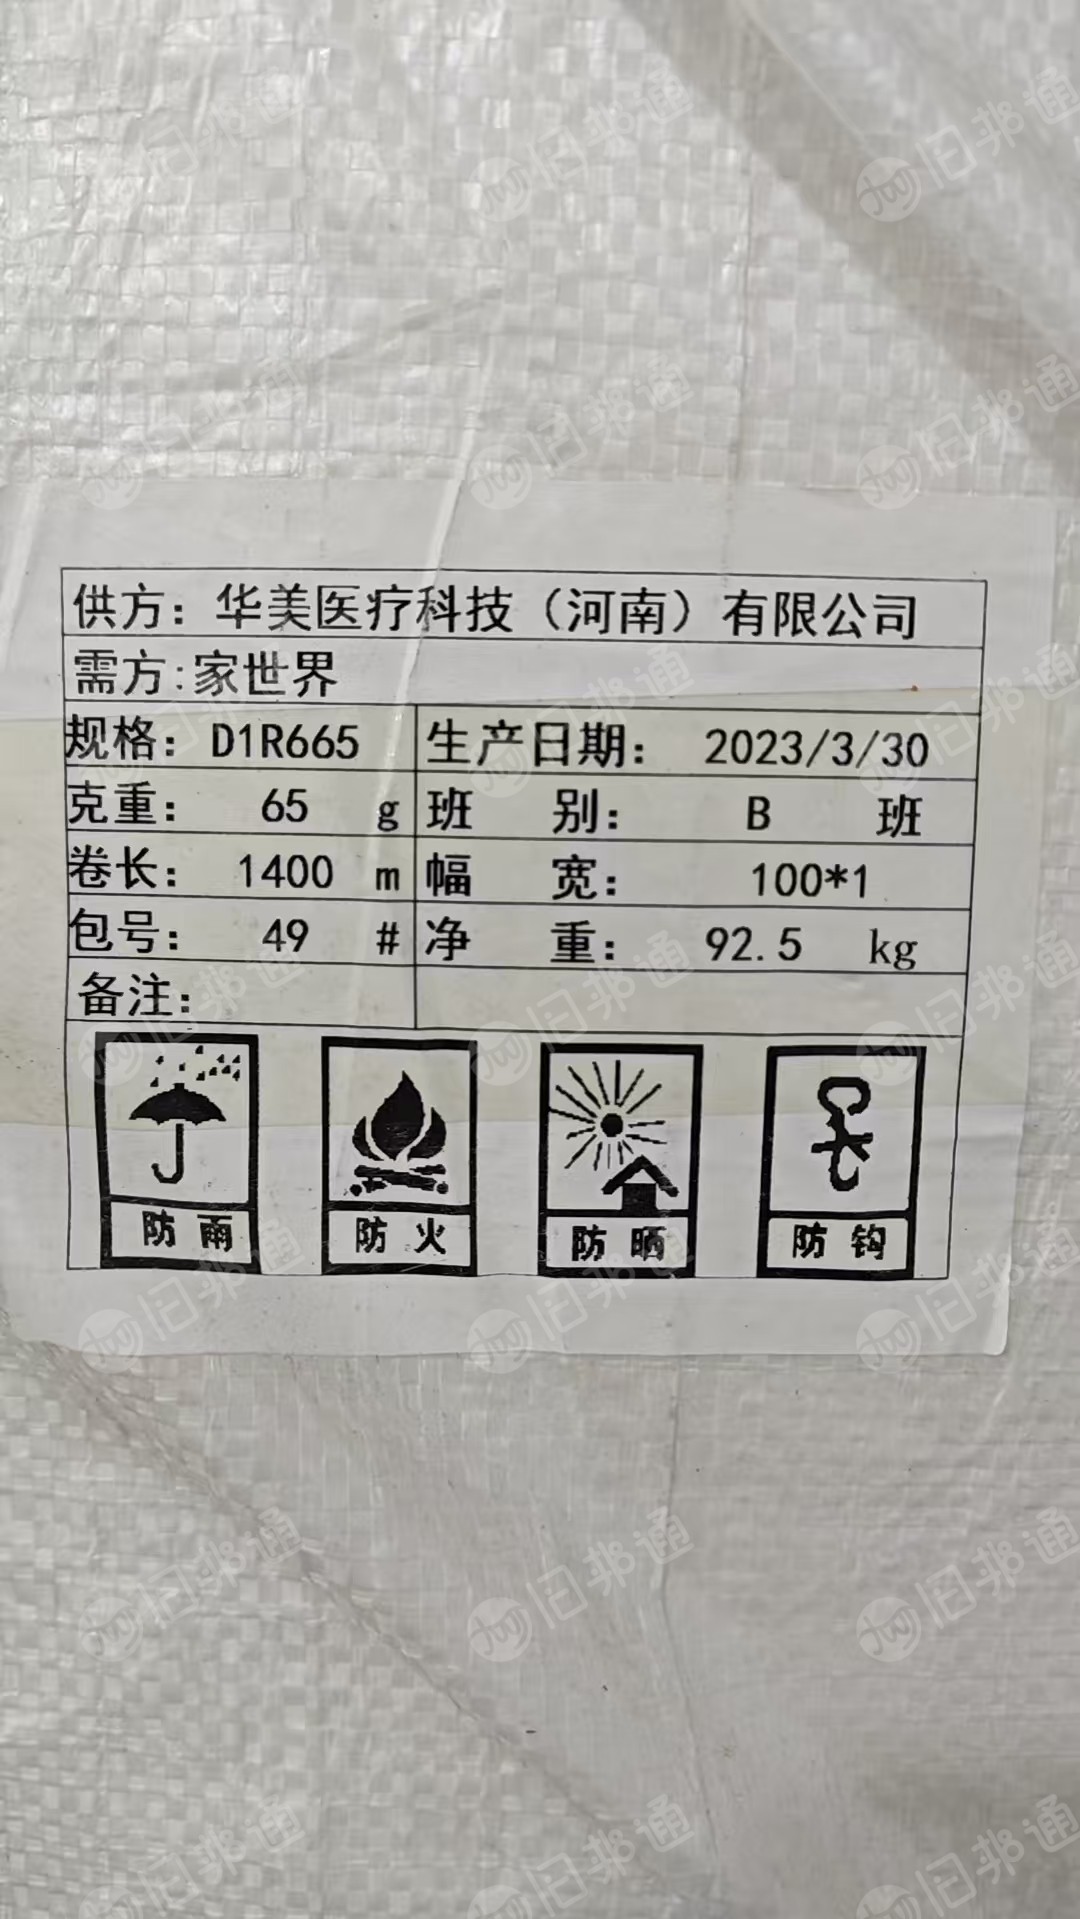 供方：华美医疗科技（河南）有限公司
需方:家世界
规格：D1R665 生产日期： 2023/3/30
克重： 65 g 班 别： B 班
卷长： 1400 m 幅 宽： 100*1
包号： 49 # 净 重： 92.5 kg
备注：
防雨 防火 防晒 防钩
旧邦通